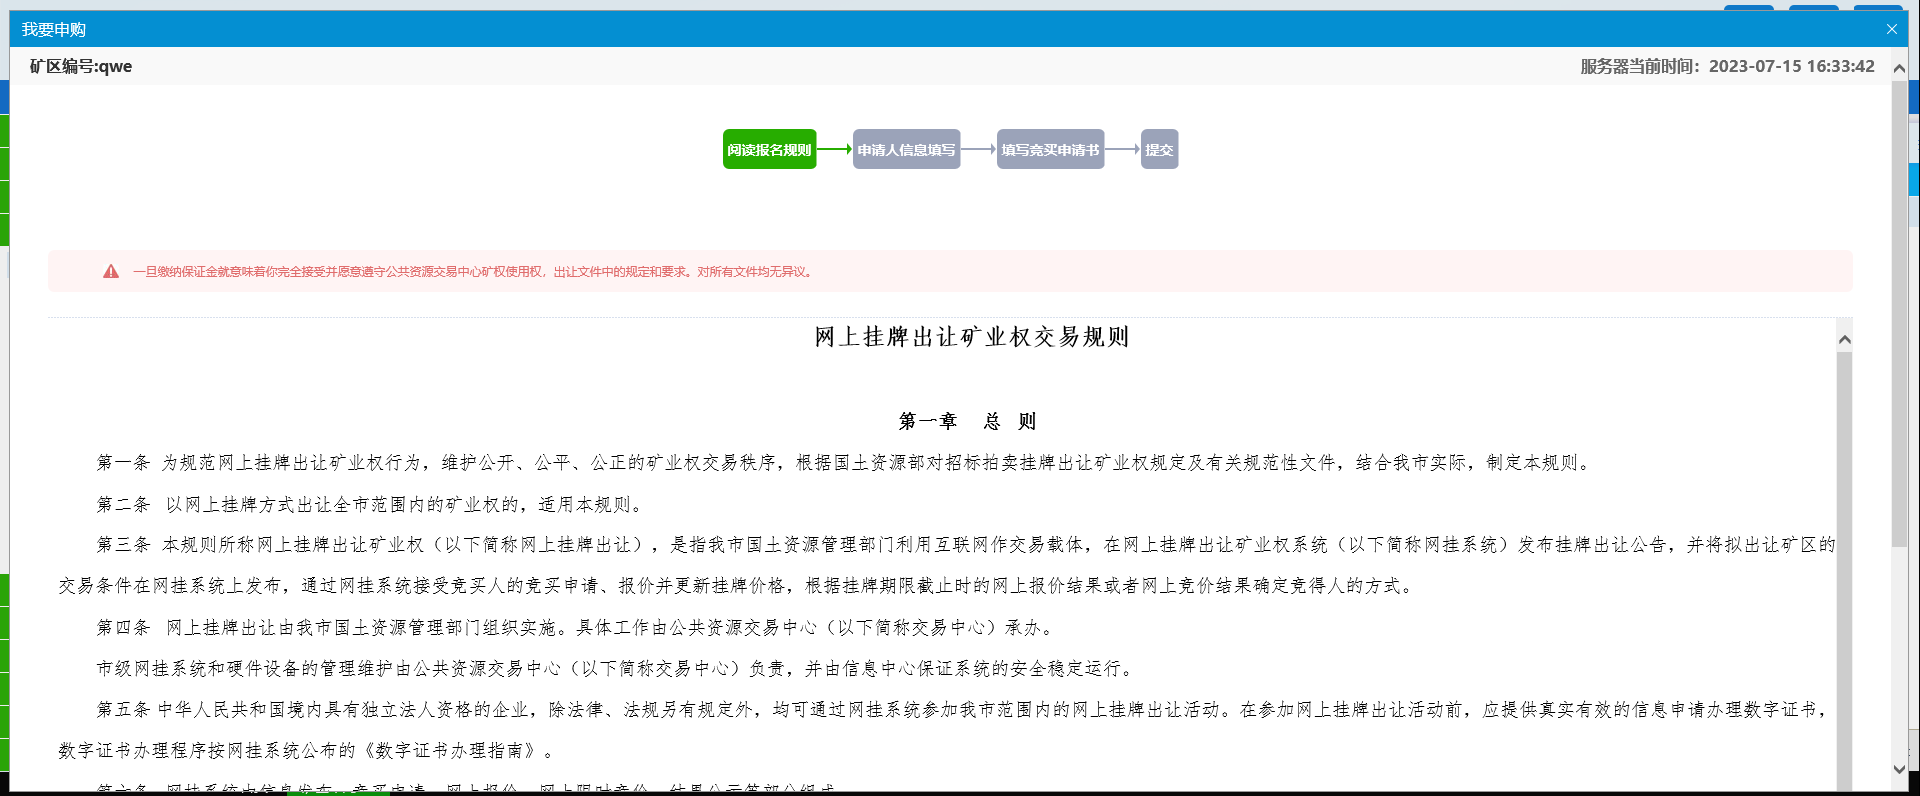 我要申购
矿区编号:qwe
服务器当前时间：2023-07-15 16:33:42
阅读报名规则
申请人信息填写
填写竞买申请书
提交
一旦缴纳保证金就意味着你完全接受并愿意遵守公共资源交易中心矿权使用权，出让文件中的规定和要求。对所有文件均无异议。
网上挂牌出让矿业权交易规则
第一章 总 则
第一条 为规范网上挂牌出让矿业权行为，维护公开、公平、公正的矿业权交易秩序，根据国土资源部对招标拍卖挂牌出让矿业权规定及有关规范性文件，结合我市实际，制定本规则。
第二条 以网上挂牌方式出让全市范围内的矿业权的，适用本规则。
第三条 本规则所称网上挂牌出让矿业权（以下简称网上挂牌出让），是指我市国土资源管理部门利用互联网作交易载体，在网上挂牌出让矿业权系统（以下简称网挂系统）发布挂牌出让公告，并将拟出让矿区的
交易条件在网挂系统上发布，通过网挂系统接受竞买人的竞买申请、报价并更新挂牌价格，根据挂牌期限截止时的网上报价结果或者网上竞价结果确定竞得人的方式。
第四条 网上挂牌出让由我市国土资源管理部门组织实施。具体工作由公共资源交易中心（以下简称交易中心）承办。
市级网挂系统和硬件设备的管理维护由公共资源交易中心（以下简称交易中心）负责，并由信息中心保证系统的安全稳定运行。
第五条 中华人民共和国境内具有独立法人资格的企业，除法律、法规另有规定外，均可通过网挂系统参加我市范围内的网上挂牌出让活动。在参加网上挂牌出让活动前，应提供真实有效的信息申请办理数字证书，
数字证书办理程序按网挂系统公布的《数字证书办理指南》。